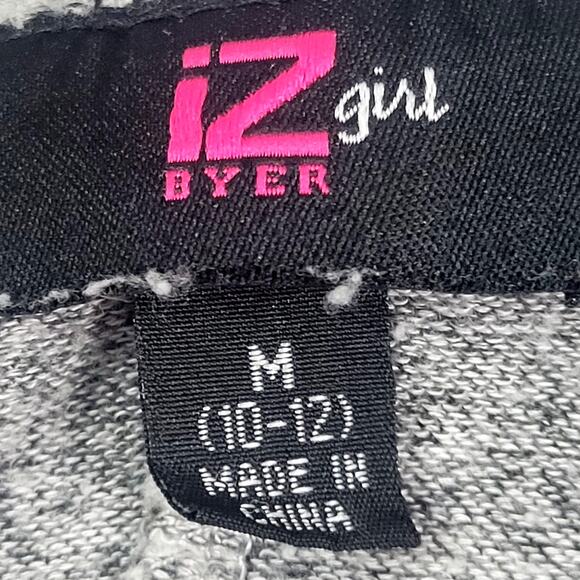 iZ girl
BYER
M
(10-12)
MADE IN
CHINA